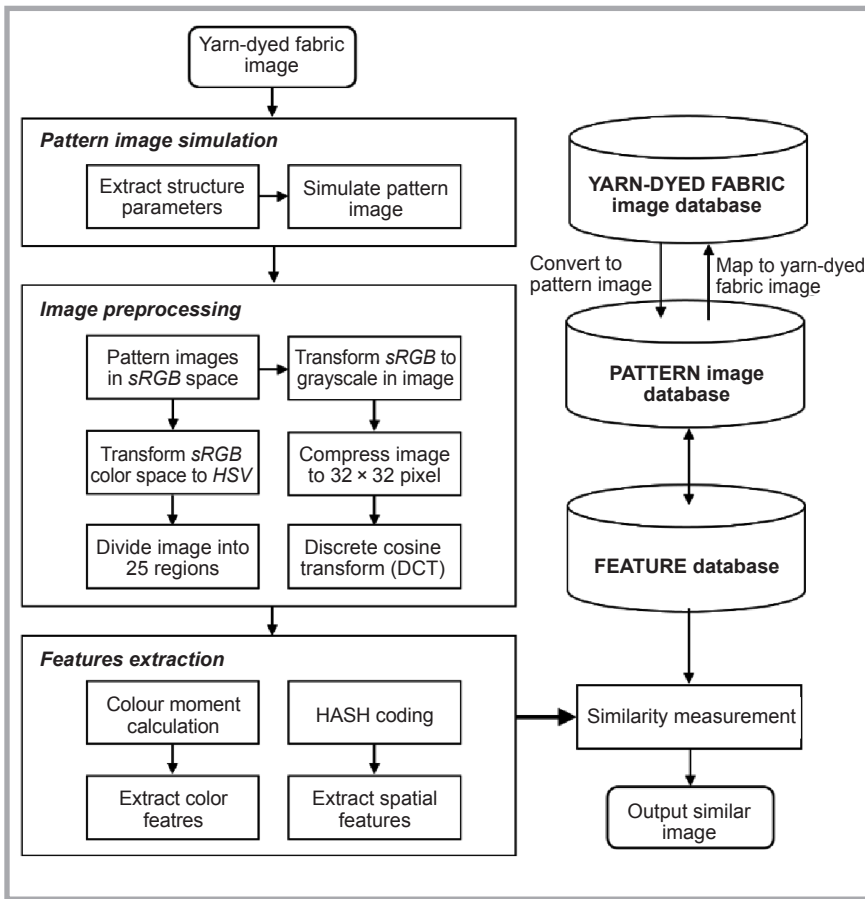 Yarn-dyed fabric
image
Pattern image simulation
Extract structure
parameters
Simulate pattern
image
Image preprocessing
Pattern images
in sRGB space
Transform sRGB to
grayscale in image
Transform sRGB
color space to HSV
Compress image
to 32 × 32 pixel
Divide image into
25 regions
Discrete cosine
transform (DCT)
Features extraction
Colour moment
calculation
HASH coding
Extract color
featres
Extract spatial
features
YARN-DYED FABRIC
image database
Convert to
pattern image
Map to yarn-dyed
fabric image
PATTERN image
database
FEATURE database
Similarity measurement
Output similar
image